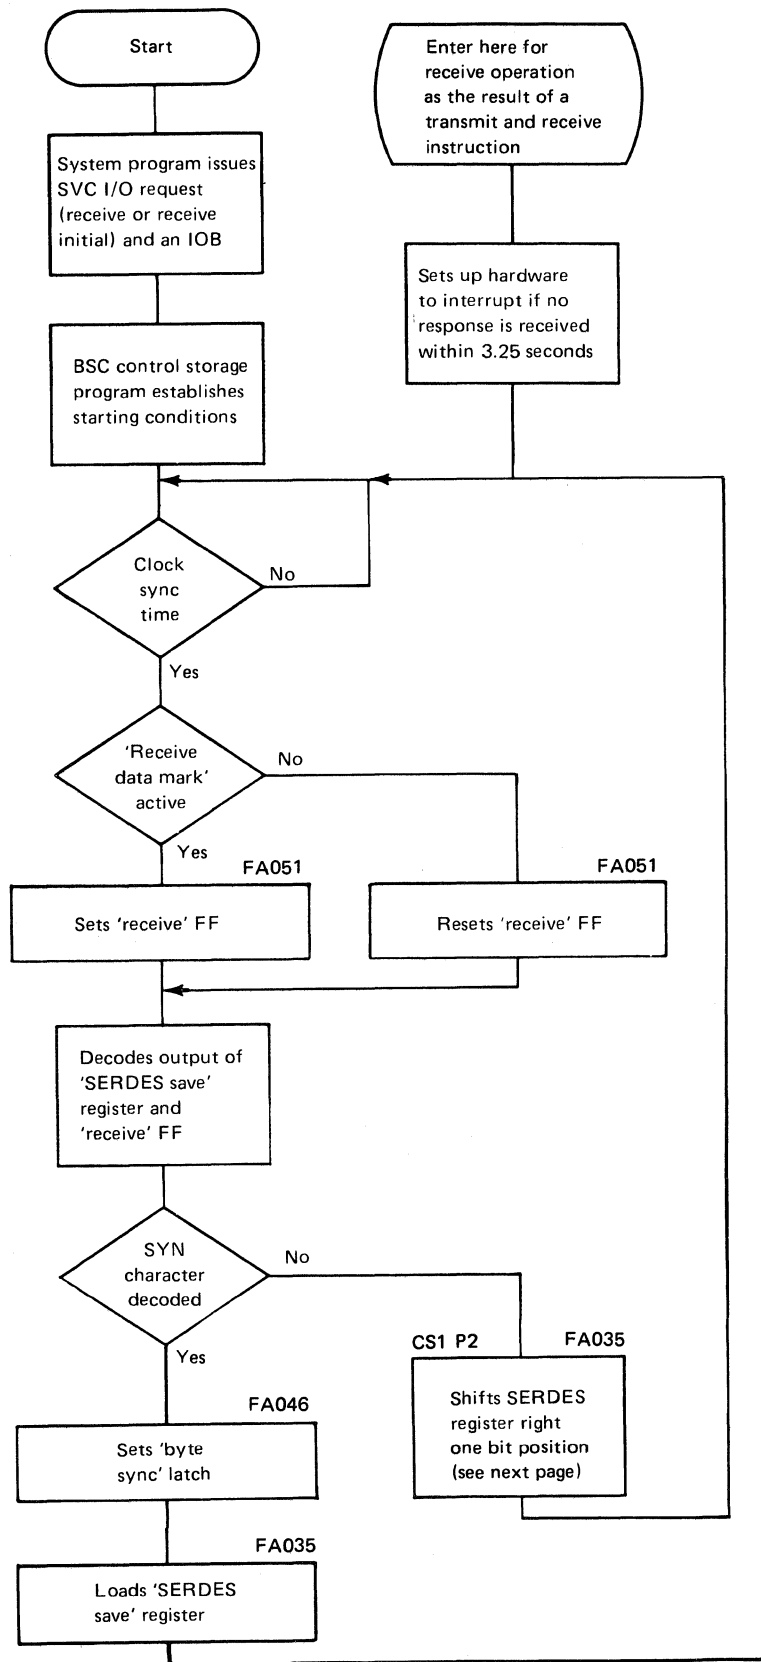 Start
System program issues
SVC I/O request
(receive or receive
initial) and an IOB
BSC control storage
program establishes
starting conditions
Enter here for
receive operation
as the result of a
transmit and receive
instruction
Sets up hardware
to interrupt if no
response is received
within 3.25 seconds
Clock
sync
time
No
Yes
'Receive
data mark'
active
No
Yes
FA051
Sets 'receive' FF
FA051
Resets 'receive' FF
Decodes output of
'SERDES save'
register and
'receive' FF
SYN
character
decoded
No
Yes
CS1 P2
FA035
Shifts SERDES
register right
one bit position
(see next page)
FA046
Sets 'byte
sync' latch
FA035
Loads 'SERDES
save' register